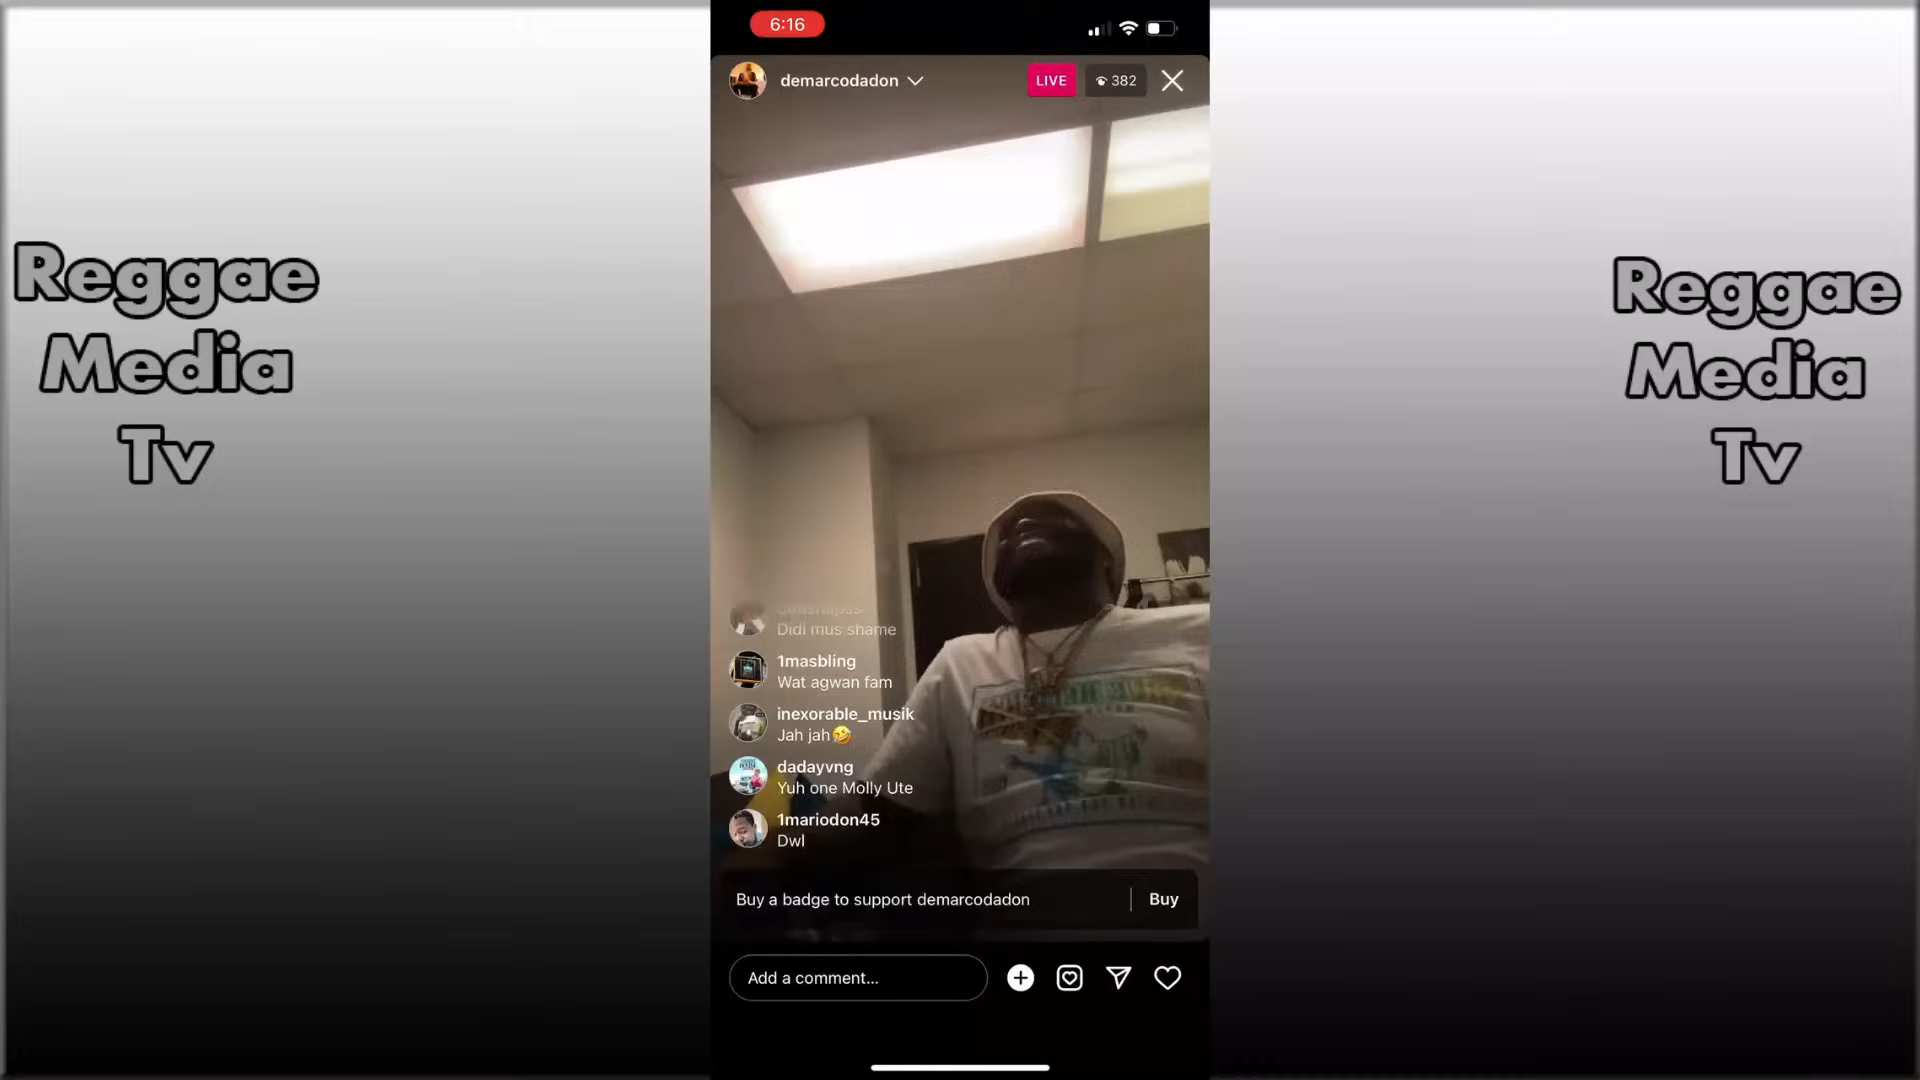 6:16
demarcodadon
LIVE
382
Reggae
Media
Tv
Reggae
Media
Tv
Didi mus shame
1masbling
Wat agwan fam
inexorable_musik
Jah jah🤣
dadayvng
Yuh one Molly Ute
1mariodon45
Dwl
Buy a badge to support demarcodadon
Buy
Add a comment...